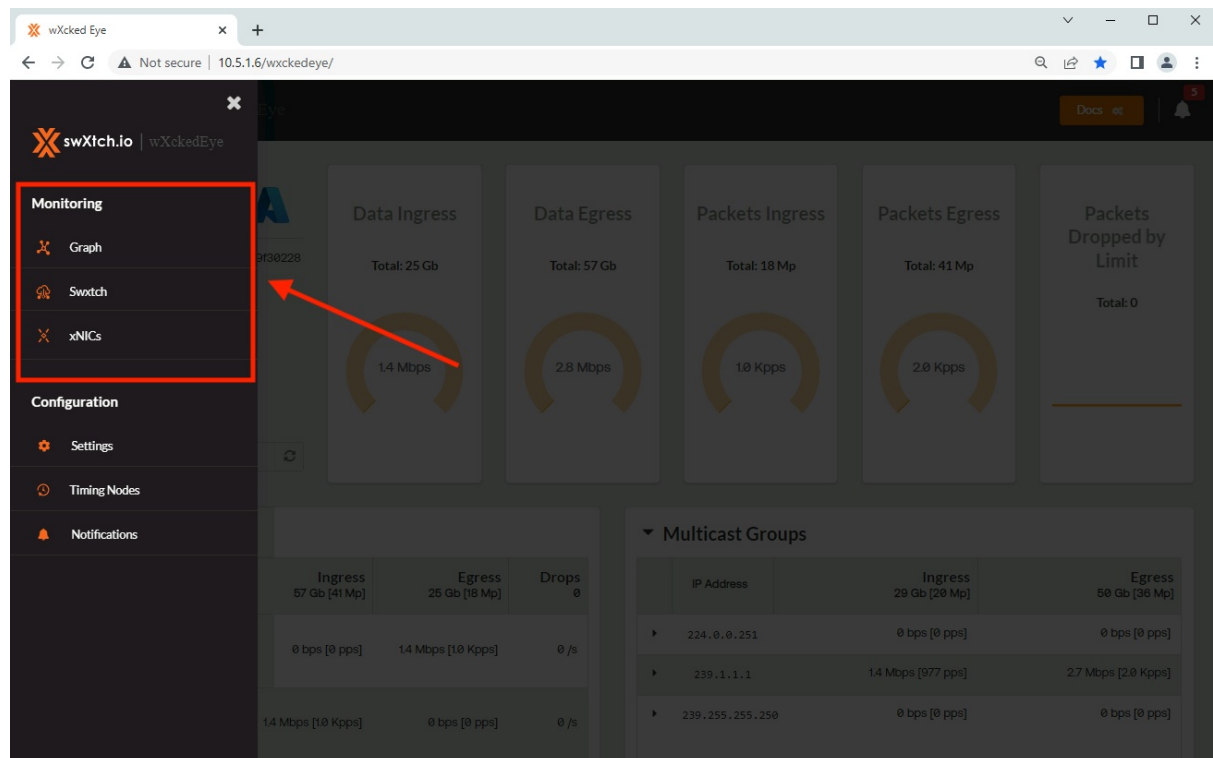 wXcked Eye
Not secure | 10.5.1.6/wxckedeye/
Eye
Docs
5
swXtch.io | wXckedEye
Monitoring
Graph
Swxtch
xNICs
Configuration
Settings
Timing Nodes
Notifications
9f30228
Data Ingress
Total: 25 Gb
1.4 Mbps
Data Egress
Total: 57 Gb
2.8 Mbps
Packets Ingress
Total: 18 Mp
1.0 Kpps
Packets Egress
Total: 41 Mp
2.0 Kpps
Packets
Dropped by
Limit
Total: 0
Ingress Egress Drops
57 Gb [41 Mp] 25 Gb [18 Mp] 0
0 bps [0 pps] 1.4 Mbps [1.0 Kpps] 0 /s
1.4 Mbps [1.0 Kpps] 0 bps [0 pps] 0 /s
Multicast Groups
IP Address Ingress Egress
29 Gb [20 Mp] 50 Gb [36 Mp]
224.0.0.251 0 bps [0 pps] 0 bps [0 pps]
239.1.1.1 1.4 Mbps [977 pps] 2.7 Mbps [2.0 Kpps]
239.255.255.250 0 bps [0 pps] 0 bps [0 pps]